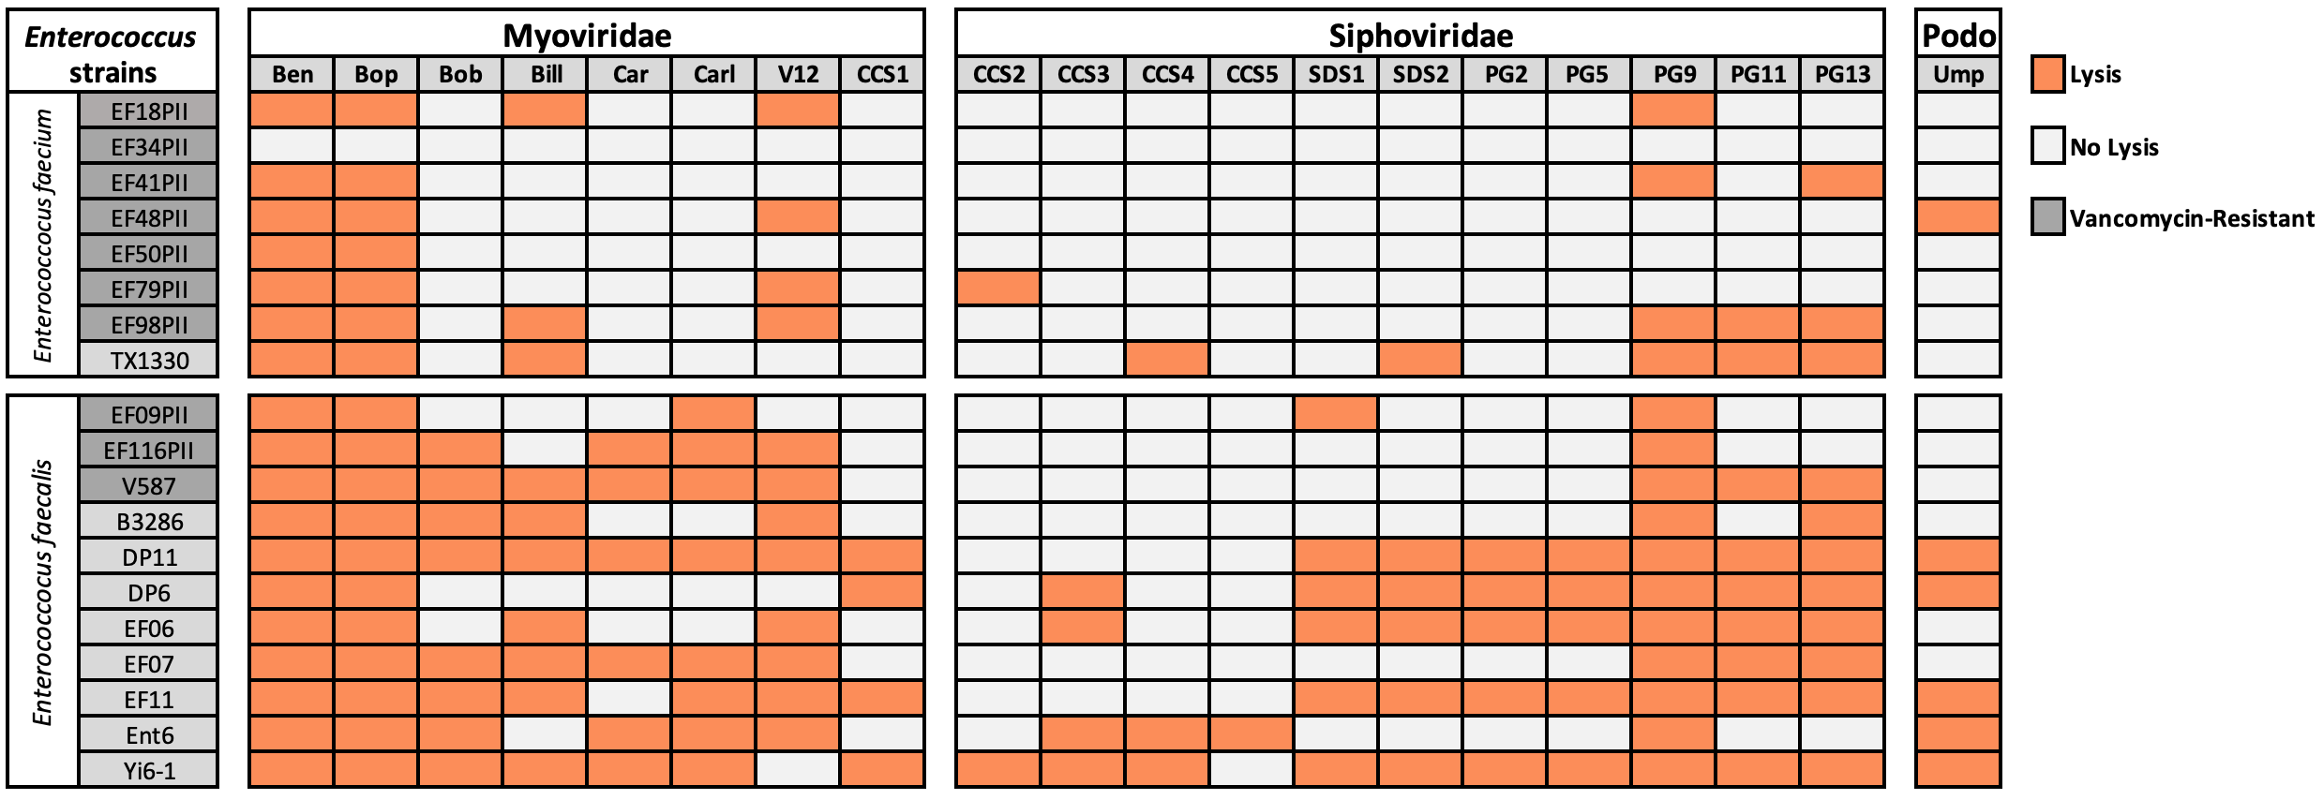 Enterococcus
strains
Myoviridae
Siphoviridae
Podo
Ben Bop Bob Bill Car Carl V12 CCS1
CCS2 CCS3 CCS4 CCS5 SDS1 SDS2 PG2 PG5 PG9 PG11 PG13
Ump
Enterococcus faecium
EF18PII
EF34PII
EF41PII
EF48PII
EF50PII
EF79PII
EF98PII
TX1330
Enteroccocus faecalis
EF09PII
EF116PII
V587
B3286
DP11
DP6
EF06
EF07
EF11
Ent6
Yi6-1
Lysis
No Lysis
Vancomycin-Resistant